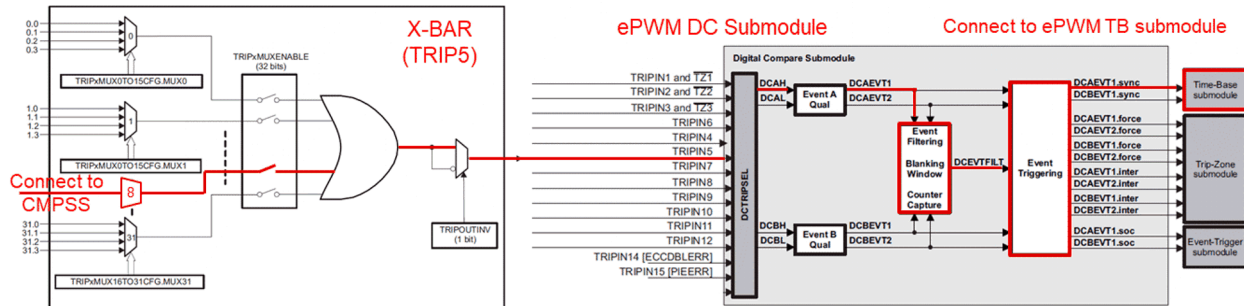 X-BAR
(TRIP5)
0.0
0.1
0.2
0.3
0
TRIPxMUX0TO15CFG.MUX0
TRIPxMUXENABLE
(32 bits)
1.0
1.1
1.2
1.3
1
TRIPxMUX0TO15CFG.MUX1
Connect to
CMPSS
8
31.0
31.1
31.2
31.3
31
TRIPxMUX16TO31CFG.MUX31
TRIPOUTINV
(1 bit)
ePWM DC Submodule
Connect to ePWM TB submodule
Digital Compare Submodule
TRIPIN1 and TZ1
TRIPIN2 and TZ2
TRIPIN3 and TZ3
TRIPIN6
TRIPIN4
TRIPIN5
TRIPIN7
TRIPIN8
TRIPIN9
TRIPIN10
TRIPIN11
TRIPIN12
TRIPIN14 [ECCDBLERR]
TRIPIN15 [PIEERR]
DCTRIPSEL
DCAH
DCAL
Event A
Qual
DCAEVT1
DCAEVT2
DCBH
DCBL
Event B
Qual
DCBEVT1
DCBEVT2
Event
Filtering
Blanking
Window
Counter
Capture
DCEVTFILT
Event
Triggering
DCAEVT1.sync
DCBEVT1.sync
DCAEVT1.force
DCAEVT2.force
DCBEVT1.force
DCBEVT2.force
DCAEVT1.inter
DCAEVT2.inter
DCBEVT1.inter
DCBEVT2.inter
DCAEVT1.soc
DCBEVT1.soc
Time-Base
submodule
Trip-Zone
submodule
Event-Trigger
submodule